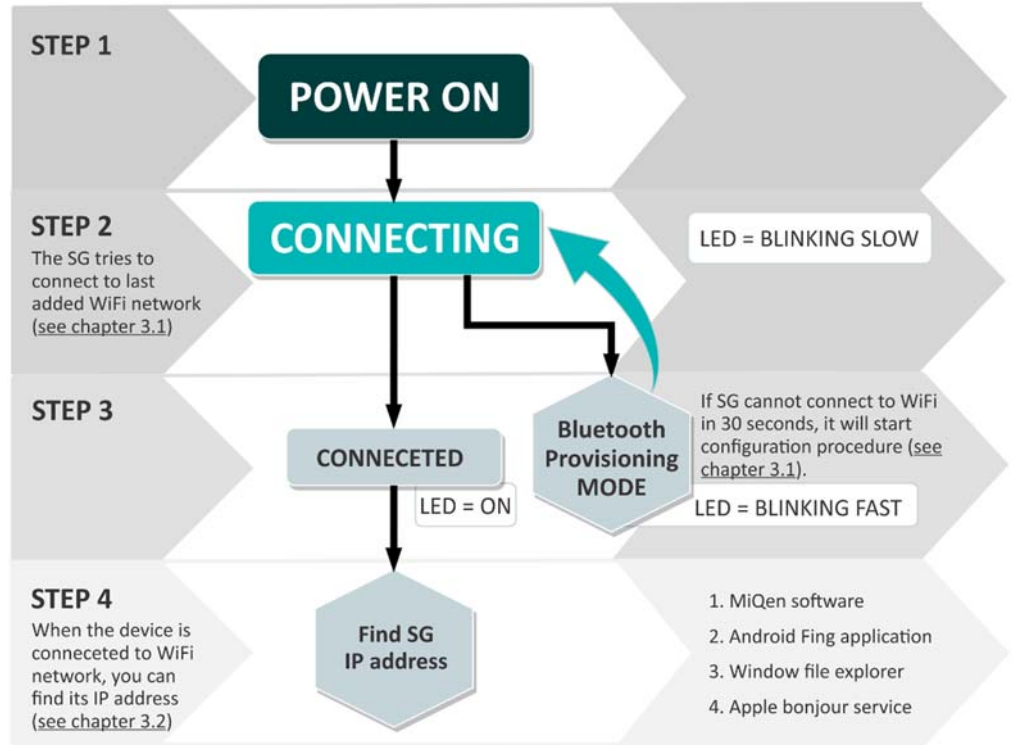 STEP 1
POWER ON
STEP 2
The SG tries to
connect to last
added WiFi network
(see chapter 3.1)
CONNECTING
LED = BLINKING SLOW
STEP 3
CONNECETED
LED = ON
Bluetooth
Provisioning
MODE
If SG cannot connect to WiFi
in 30 seconds, it will start
configuration procedure (see
chapter 3.1).
LED = BLINKING FAST
STEP 4
When the device is
conneceted to WiFi
network, you can
find its IP address
(see chapter 3.2)
Find SG
IP address
1. MiQen software
2. Android Fing application
3. Window file explorer
4. Apple bonjour service